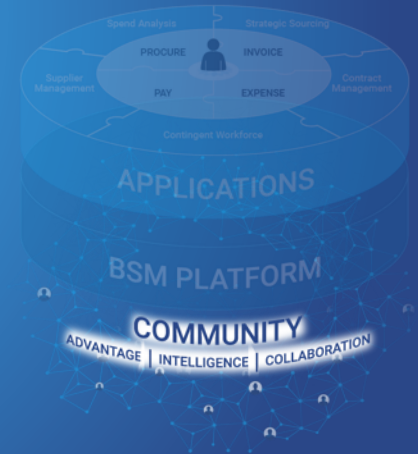 Spend Analysis Strategic Sourcing
PROCURE INVOICE
Supplier Management Contract Management
PAY EXPENSE
Contingent Workforce
APPLICATIONS
BSM PLATFORM
COMMUNITY
ADVANTAGE | INTELLIGENCE | COLLABORATION